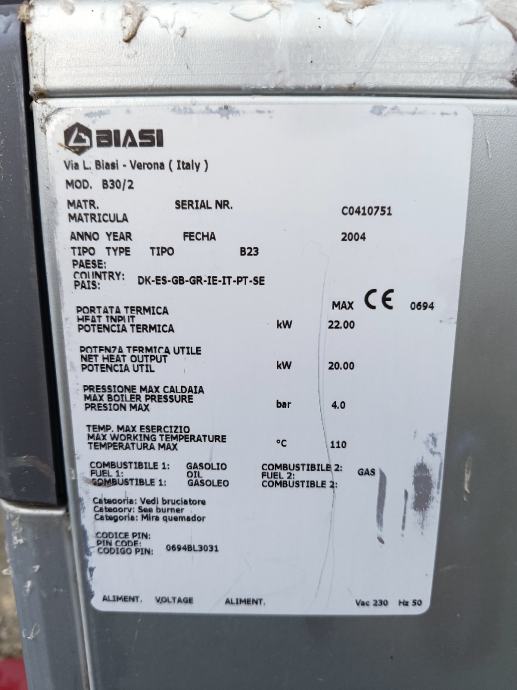 BIASI
Via L. Biasi - Verona ( Italy )
MOD. B30/2
MATR. SERIAL NR.
MATRICULA C0410751
ANNO YEAR FECHA 2004
TIPO TYPE TIPO B23
PAESE:
COUNTRY: DK-ES-GB-GR-IE-IT-PT-SE
PAIS:
MAX CE 0694
PORTATA TERMICA
HEAT INPUT kW 22.00
POTENCIA TERMICA
POTENZA TERMICA UTILE
NET HEAT OUTPUT kW 20.00
POTENCIA UTIL
PRESSIONE MAX CALDAIA
MAX BOILER PRESSURE bar 4.0
PRESION MAX
TEMP. MAX ESERCIZIO
MAX WORKING TEMPERATURE °C 110
TEMPERATURA MAX
COMBUSTIBILE 1: GASOLIO COMBUSTIBILE 2:
FUEL 1: OIL FUEL 2: GAS
COMBUSTIBLE 1: GASOLEO COMBUSTIBLE 2:
Categoria: Vedi bruciatore
Category: See burner
Categoria: Mira quemador
CODICE PIN:
PIN CODE: 0694BL3031
CODIGO PIN:
ALIMENT. VOLTAGE ALIMENT. Vac 230 Hz 50